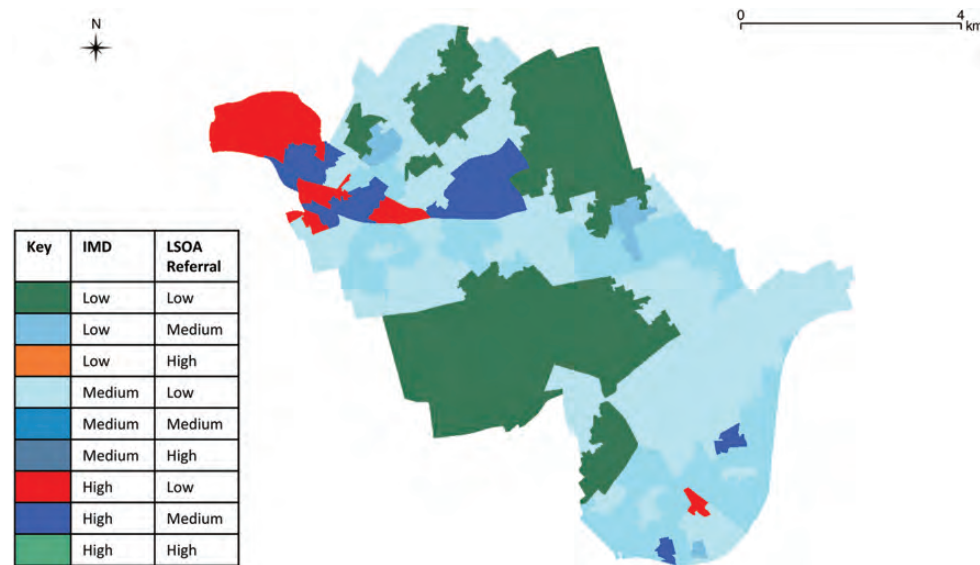 N
0 4
km
Key IMD LSOA
Referral
Low Low
Low Medium
Low High
Medium Low
Medium Medium
Medium High
High Low
High Medium
High High